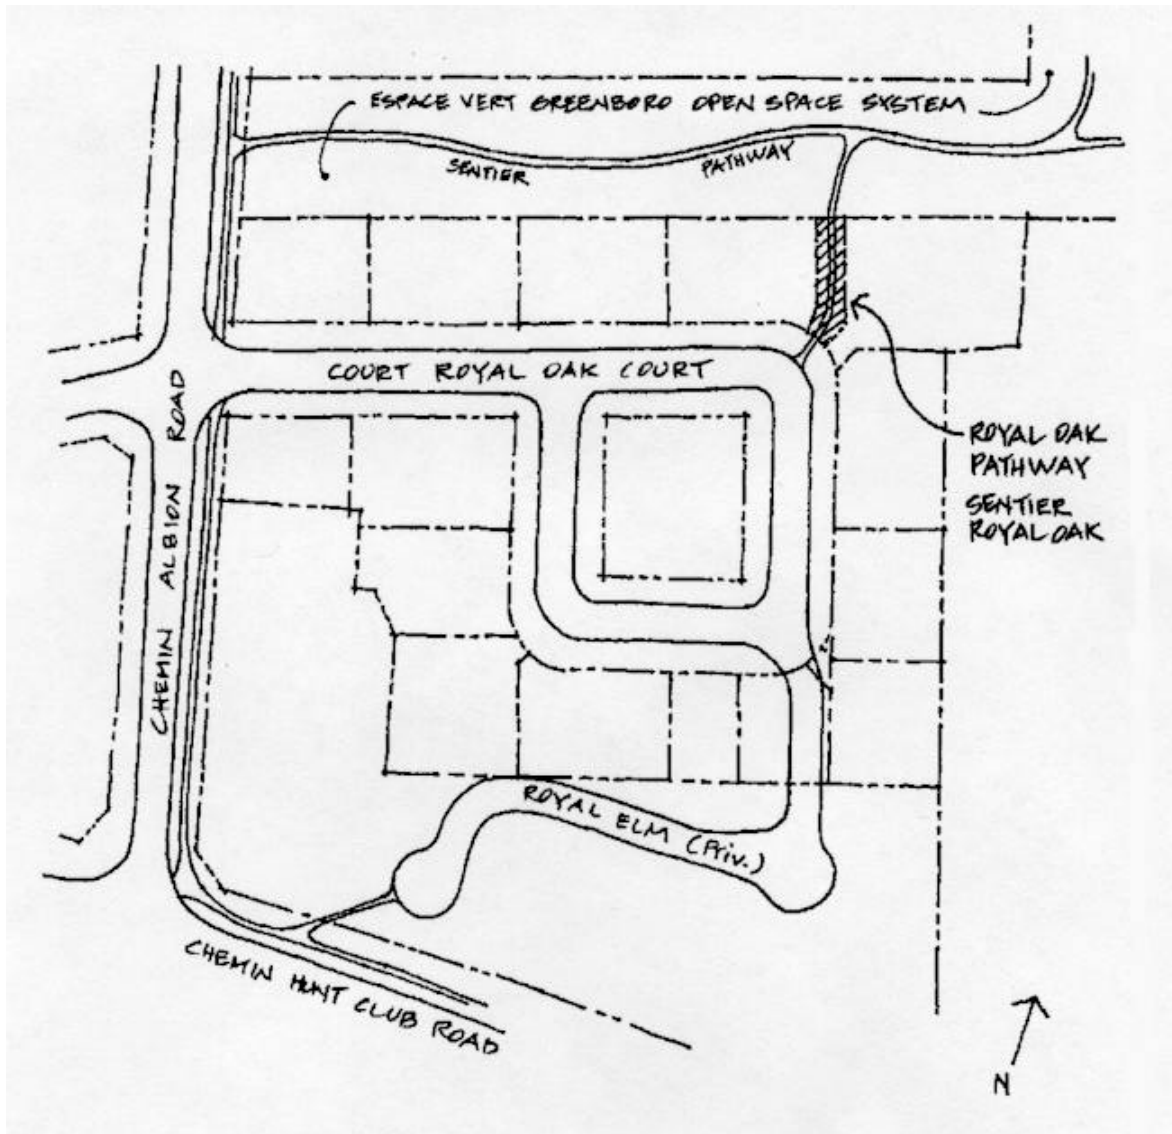 ESPACE VERT GREENBORO OPEN SPACE SYSTEM
SENTIER PATHWAY
COURT ROYAL OAK COURT
CHEMIN ALBION ROAD
ROYAL OAK
PATHWAY
SENTIER
ROYAL OAK
ROYAL ELM (Priv.)
CHEMIN HUNT CLUB ROAD
N